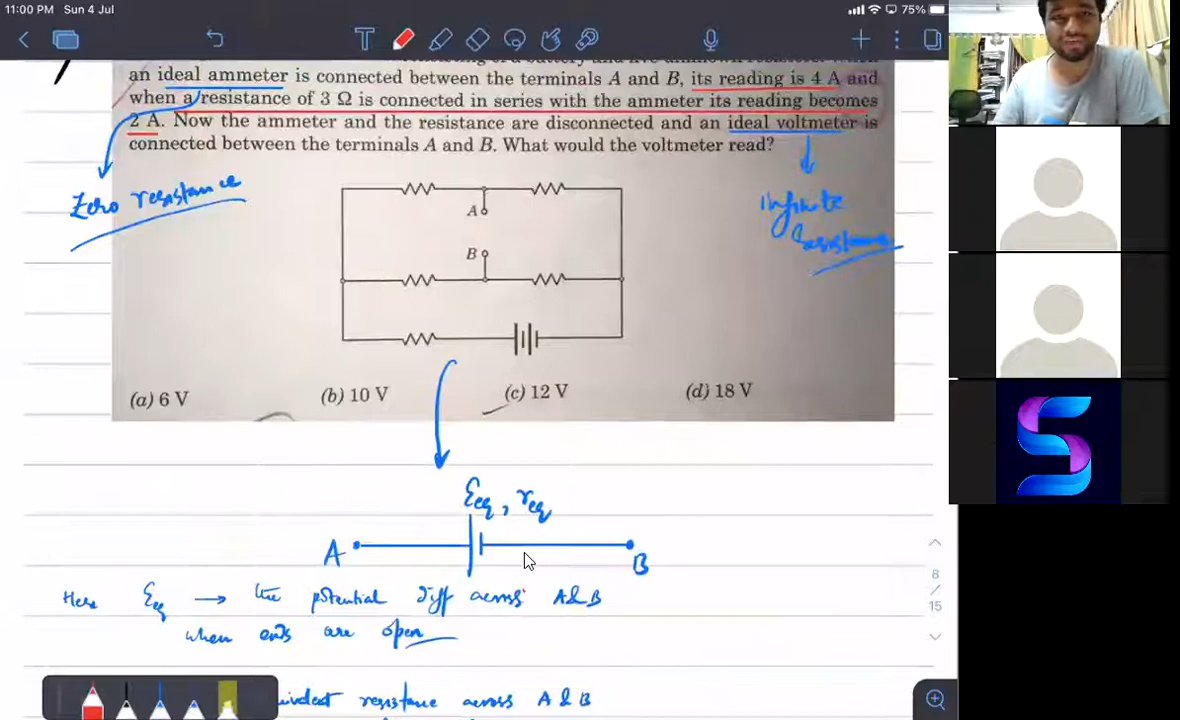 11:00 PM Sun 4 Jul
75%
an ideal ammeter is connected between the terminals A and B, its reading is 4 A and
when a resistance of 3 Ω is connected in series with the ammeter its reading becomes
2 A. Now the ammeter and the resistance are disconnected and an ideal voltmeter is
connected between the terminals A and B. What would the voltmeter read?
Zero resistance
infinite
resistance
A
B
(a) 6 V
(b) 10 V
(c) 12 V
(d) 18 V
Ɛeq, req
A
B
Here Ɛeq → the potential diff across A&B
when ends are open
resistance across A & B
8
/
15